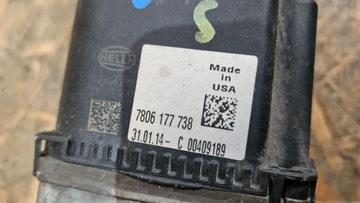 S
HELLA
Made
in
USA
7806 177 738
31.01.14- C 00409189